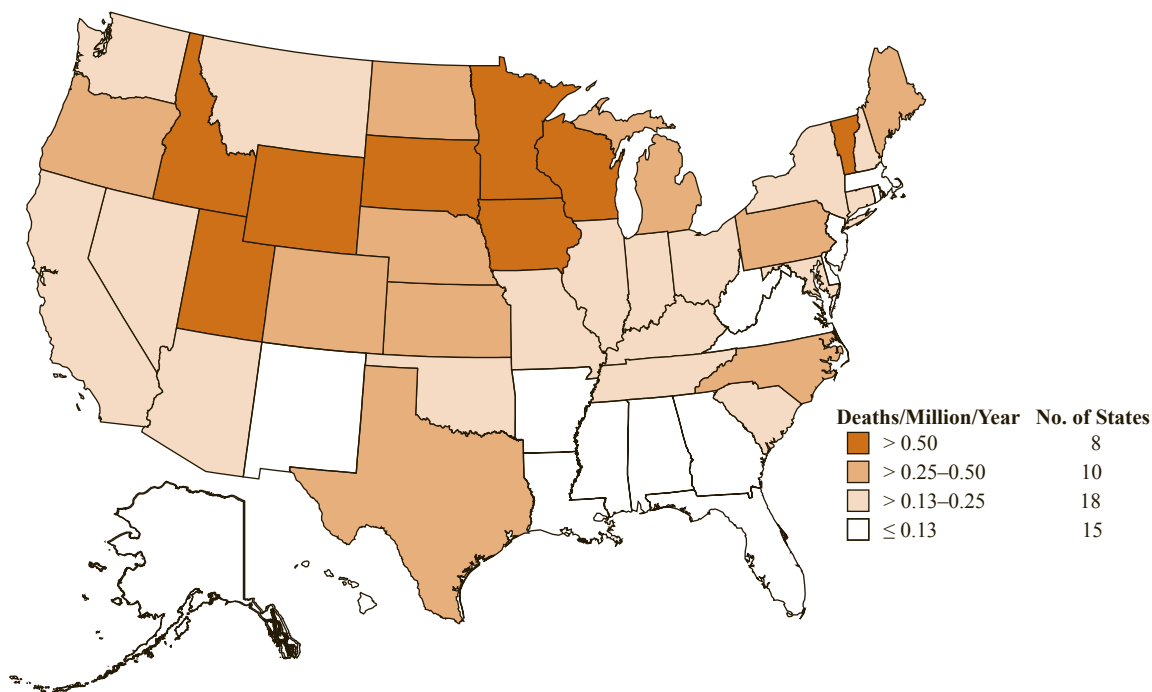 Deaths/Million/Year No. of States
> 0.50 8
> 0.25–0.50 10
> 0.13–0.25 18
≤ 0.13 15